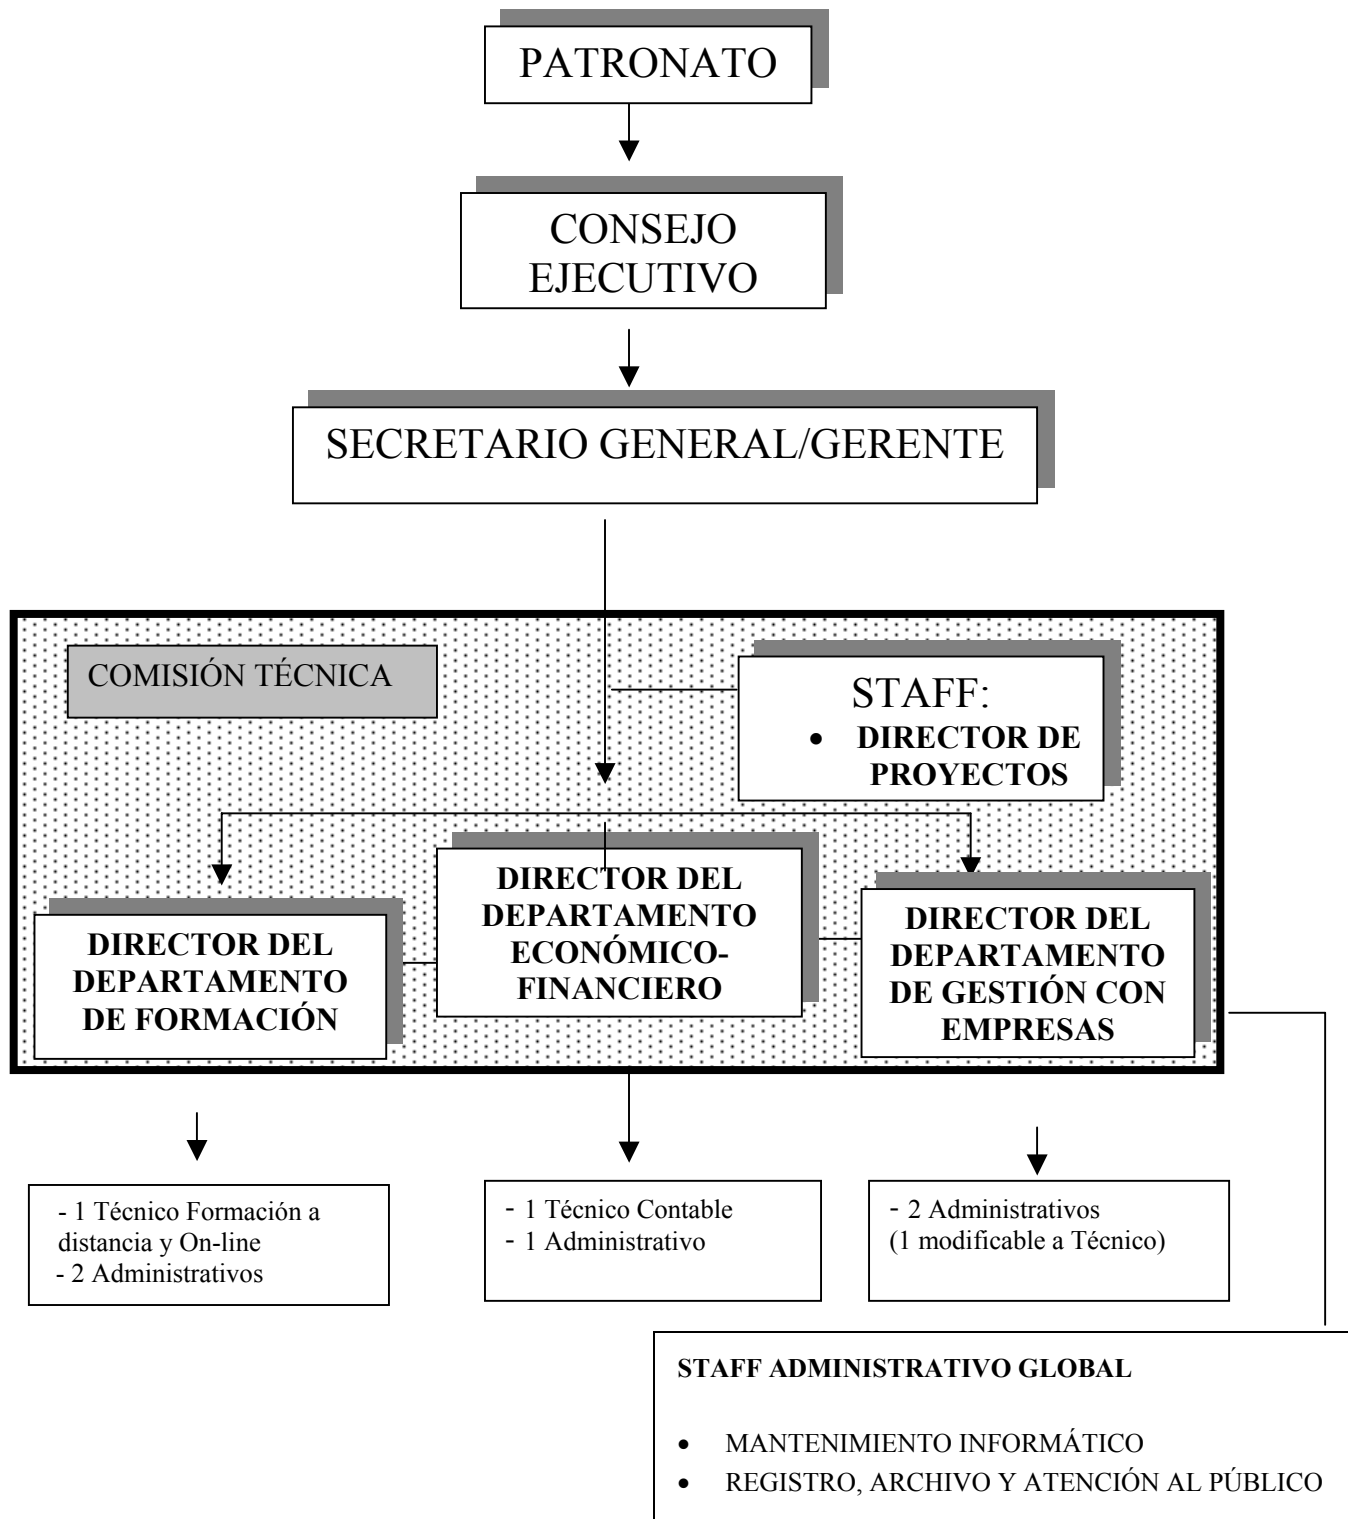 PATRONATO
CONSEJO
EJECUTIVO
SECRETARIO GENERAL/GERENTE
COMISIÓN TÉCNICA
STAFF:
• DIRECTOR DE
PROYECTOS
DIRECTOR DEL
DEPARTAMENTO
DE FORMACIÓN
DIRECTOR DEL
DEPARTAMENTO
ECONÓMICO-
FINANCIERO
DIRECTOR DEL
DEPARTAMENTO
DE GESTIÓN CON
EMPRESAS
- 1 Técnico Formación a
distancia y On-line
- 2 Administrativos
- 1 Técnico Contable
- 1 Administrativo
- 2 Administrativos
(1 modificable a Técnico)
STAFF ADMINISTRATIVO GLOBAL
• MANTENIMIENTO INFORMÁTICO
• REGISTRO, ARCHIVO Y ATENCIÓN AL PÚBLICO